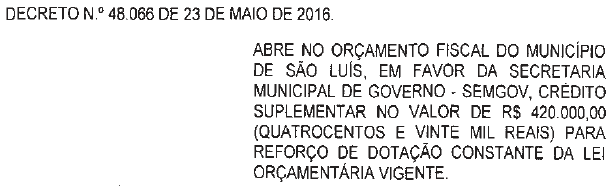 DECRETO N.º 48.066 DE 23 DE MAIO DE 2016.
ABRE NO ORÇAMENTO FISCAL DO MUNICÍPIO
DE SÃO LUÍS, EM FAVOR DA SECRETARIA
MUNICIPAL DE GOVERNO - SEMGOV, CRÉDITO
SUPLEMENTAR NO VALOR DE R$ 420.000,00
(QUATROCENTOS E VINTE MIL REAIS) PARA
REFORÇO DE DOTAÇÃO CONSTANTE DA LEI
ORÇAMENTÁRIA VIGENTE.